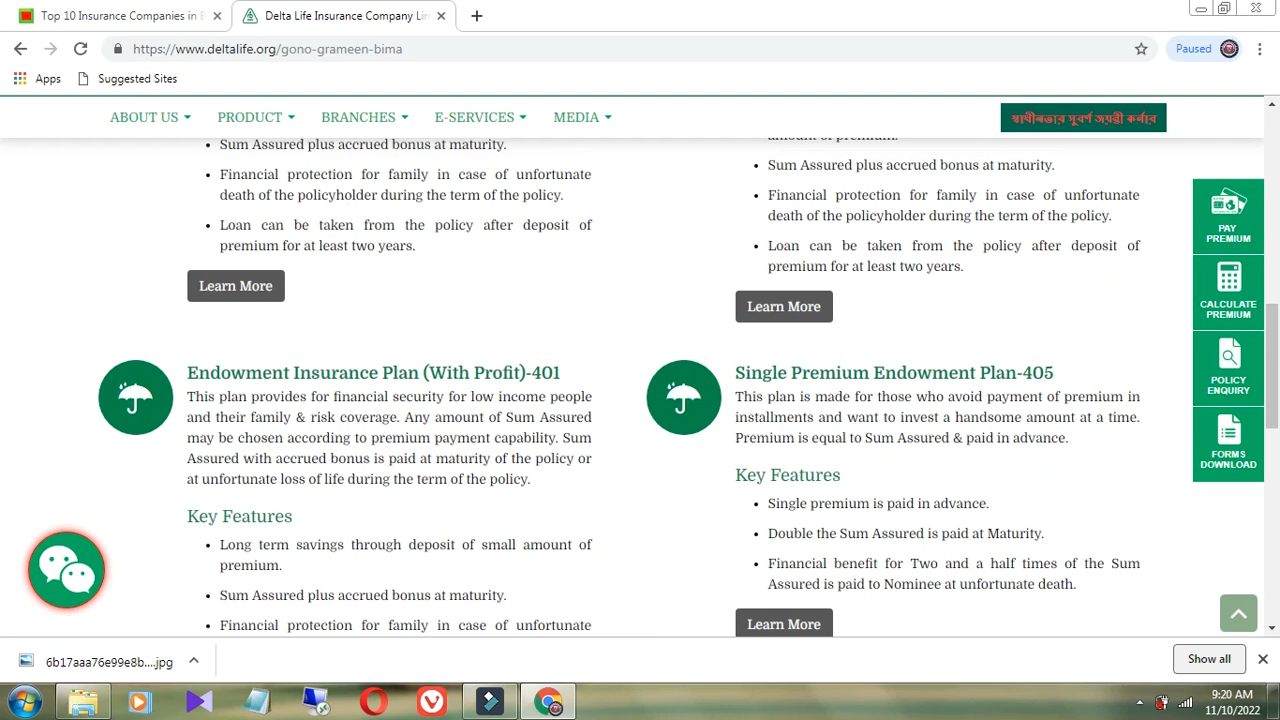 Top 10 Insurance Companies in
Delta Life Insurance Company Lin
https://www.deltalife.org/gono-grameen-bima
Paused
Apps
Suggested Sites
ABOUT US
PRODUCT
BRANCHES
E-SERVICES
MEDIA
স্বাধীনতার সুবর্ণ জয়ন্তী কর্নার
Sum Assured plus accrued bonus at maturity.
Financial protection for family in case of unfortunate
death of the policyholder during the term of the policy.
Loan can be taken from the policy after deposit of
premium for at least two years.
Learn More
amount of premium.
Sum Assured plus accrued bonus at maturity.
Financial protection for family in case of unfortunate
death of the policyholder during the term of the policy.
Loan can be taken from the policy after deposit of
premium for at least two years.
Learn More
Endowment Insurance Plan (With Profit)-401
This plan provides for financial security for low income people
and their family & risk coverage. Any amount of Sum Assured
may be chosen according to premium payment capability. Sum
Assured with accrued bonus is paid at maturity of the policy or
at unfortunate loss of life during the term of the policy.
Key Features
Long term savings through deposit of small amount of
premium.
Sum Assured plus accrued bonus at maturity.
Financial protection for family in case of unfortunate
Single Premium Endowment Plan-405
This plan is made for those who avoid payment of premium in
installments and want to invest a handsome amount at a time.
Premium is equal to Sum Assured & paid in advance.
Key Features
Single premium is paid in advance.
Double the Sum Assured is paid at Maturity.
Financial benefit for Two and a half times of the Sum
Assured is paid to Nominee at unfortunate death.
Learn More
PAY
PREMIUM
CALCULATE
PREMIUM
POLICY
ENQUIRY
FORMS
DOWNLOAD
6b17aaa76e99e8b....jpg
Show all
9:20 AM
11/10/2022